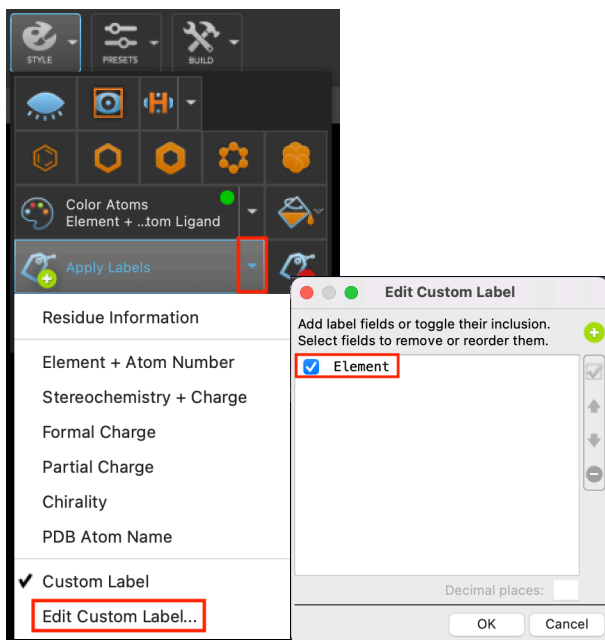 STYLE
PRESETS
BUILD
Color Atoms
Element + ...tom Ligand
Apply Labels
Residue Information
Element + Atom Number
Stereochemistry + Charge
Formal Charge
Partial Charge
Chirality
PDB Atom Name
Custom Label
Edit Custom Label...
Edit Custom Label
Add label fields or toggle their inclusion.
Select fields to remove or reorder them.
Element
Decimal places:
OK
Cancel